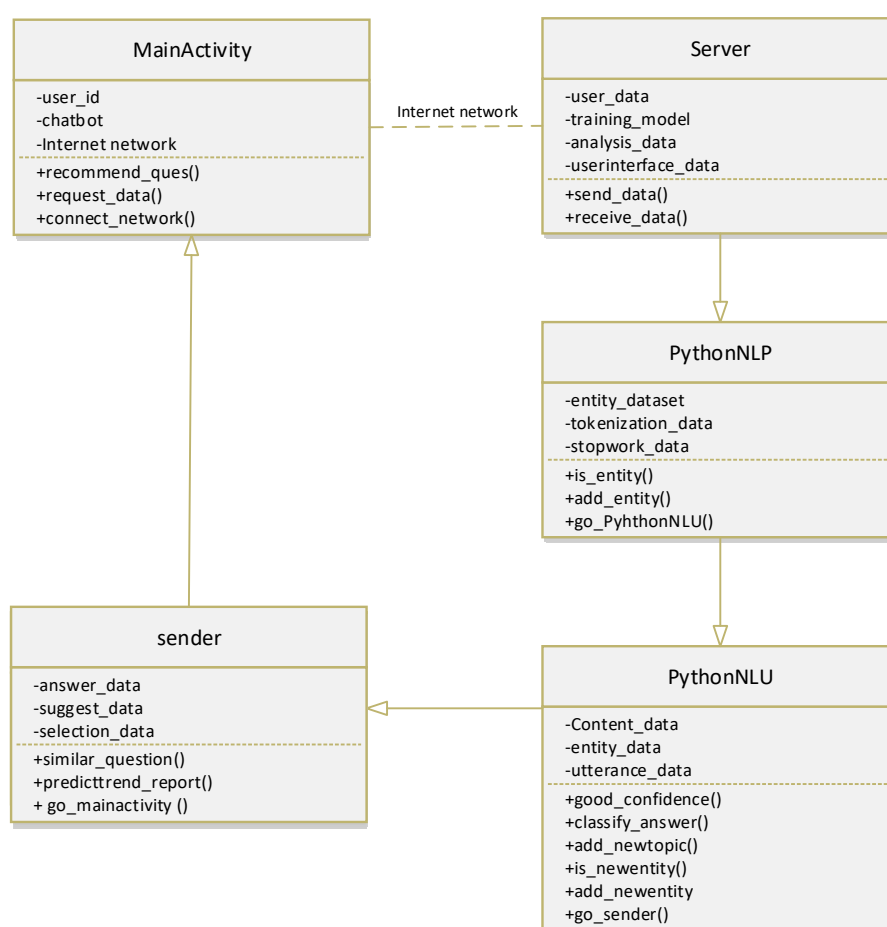 MainActivity
-user_id
-chatbot
-Internet network
+recommend_ques()
+request_data()
+connect_network()
Internet network
Server
-user_data
-training_model
-analysis_data
-userinterface_data
+send_data()
+receive_data()
PythonNLP
-entity_dataset
-tokenization_data
-stopwork_data
+is_entity()
+add_entity()
+go_PyhthonNLU()
sender
-answer_data
-suggest_data
-selection_data
+similar_question()
+predicttrend_report()
+ go_mainactivity ()
PythonNLU
-Content_data
-entity_data
-utterance_data
+good_confidence()
+classify_answer()
+add_newtopic()
+is_newentity()
+add_newentity
+go_sender()